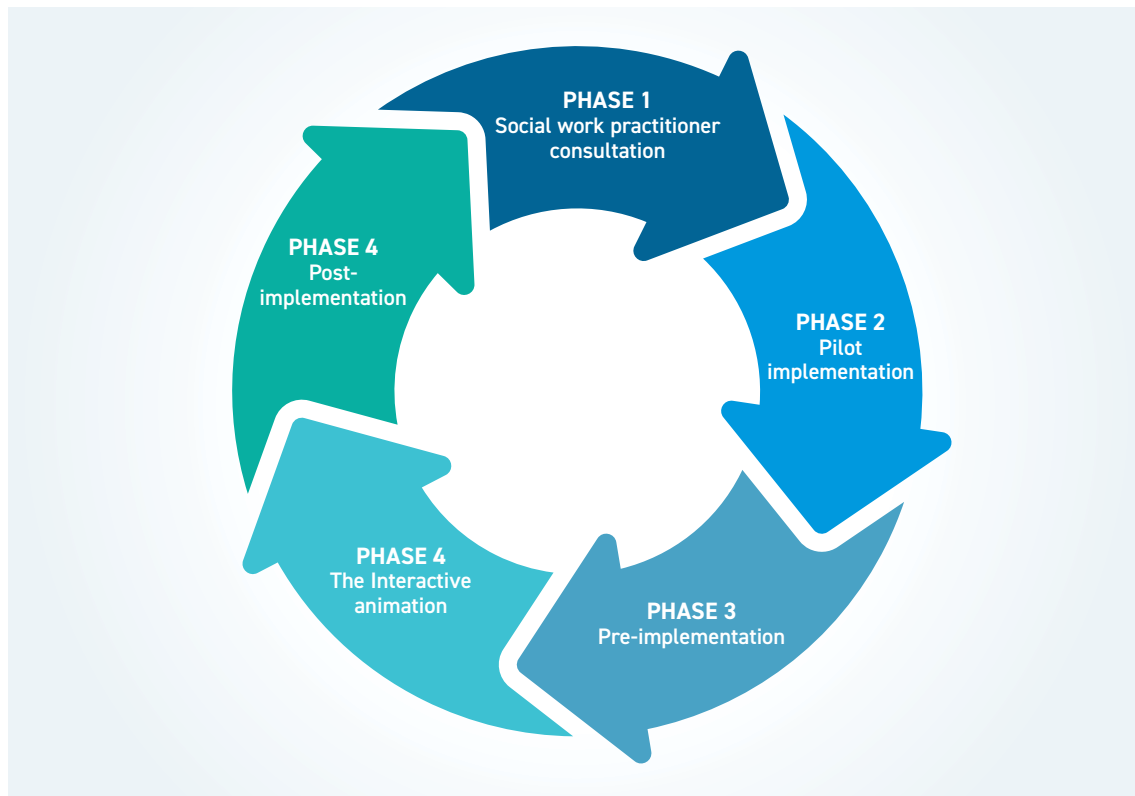 PHASE 1
Social work practitioner
consultation
PHASE 2
Pilot
implementation
PHASE 3
Pre-implementation
PHASE 4
The Interactive
animation
PHASE 4
Post-
implementation